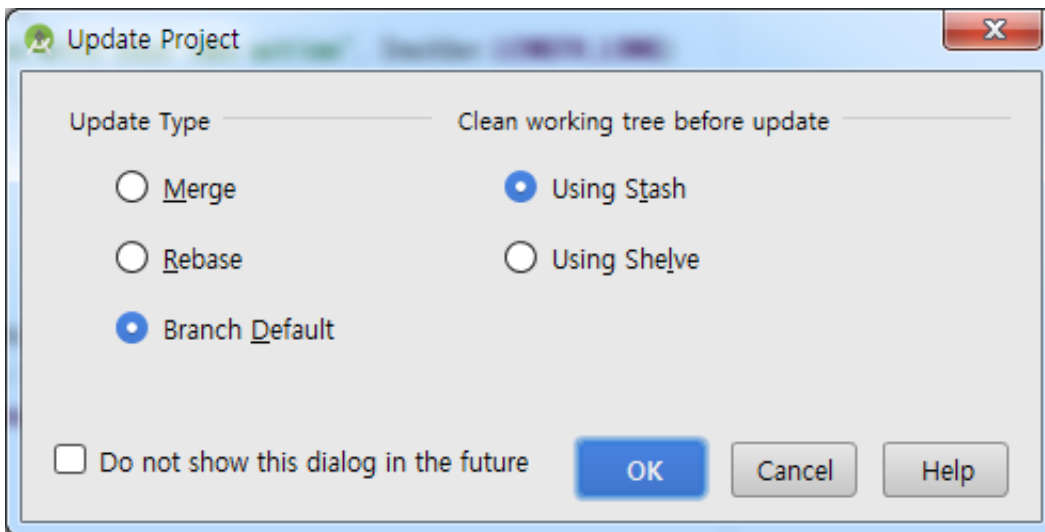 Update Project
Update Type
Clean working tree before update
Merge
Using Stash
Rebase
Using Shelve
Branch Default
Do not show this dialog in the future
OK
Cancel
Help